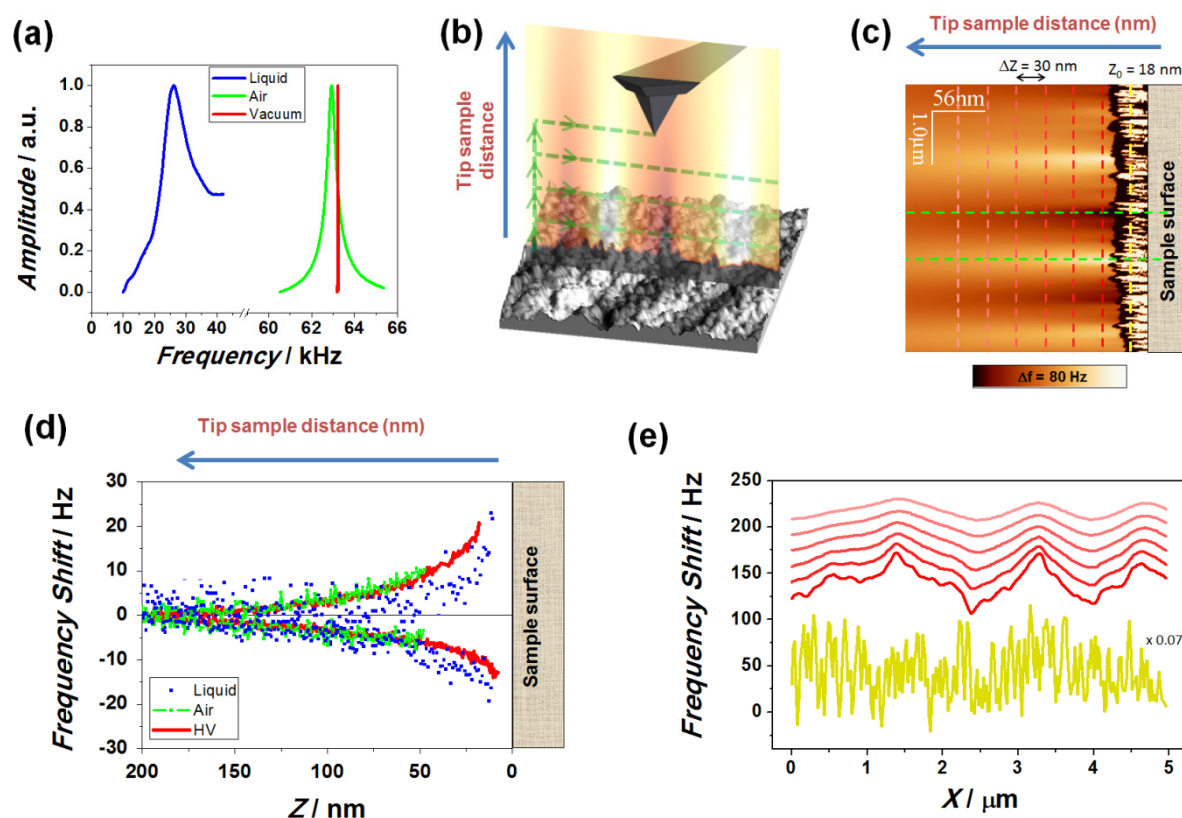 (a)
Amplitude / a.u.
1.0
0.8
0.6
0.4
0.2
0.0
Liquid
Air
Vacuum
0 10 20 30 40 60 62 64 66
Frequency / kHz
(b)
Tip sample
distance
(c)
Tip sample distance (nm)
ΔZ = 30 nm
Z0 = 18 nm
56nm
1.0μm
Sample surface
Δf = 80 Hz
(d)
Tip sample distance (nm)
Frequency Shift / Hz
30
20
10
0
-10
-20
-30
Liquid
Air
HV
Sample surface
200 150 100 50 0
Z / nm
(e)
Frequency Shift / Hz
250
200
150
100
50
0
x 0.07
0 1 2 3 4 5
X / μm